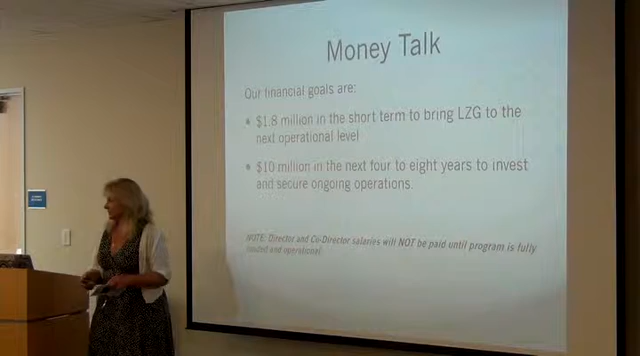 Money Talk
Our financial goals are:
• $1.8 million in the short term to bring LZG to the
next operational level
• $10 million in the next four to eight years to invest
and secure ongoing operations.
NOTE: Director and Co-Director salaries will NOT be paid until program is fully
funded and operational.